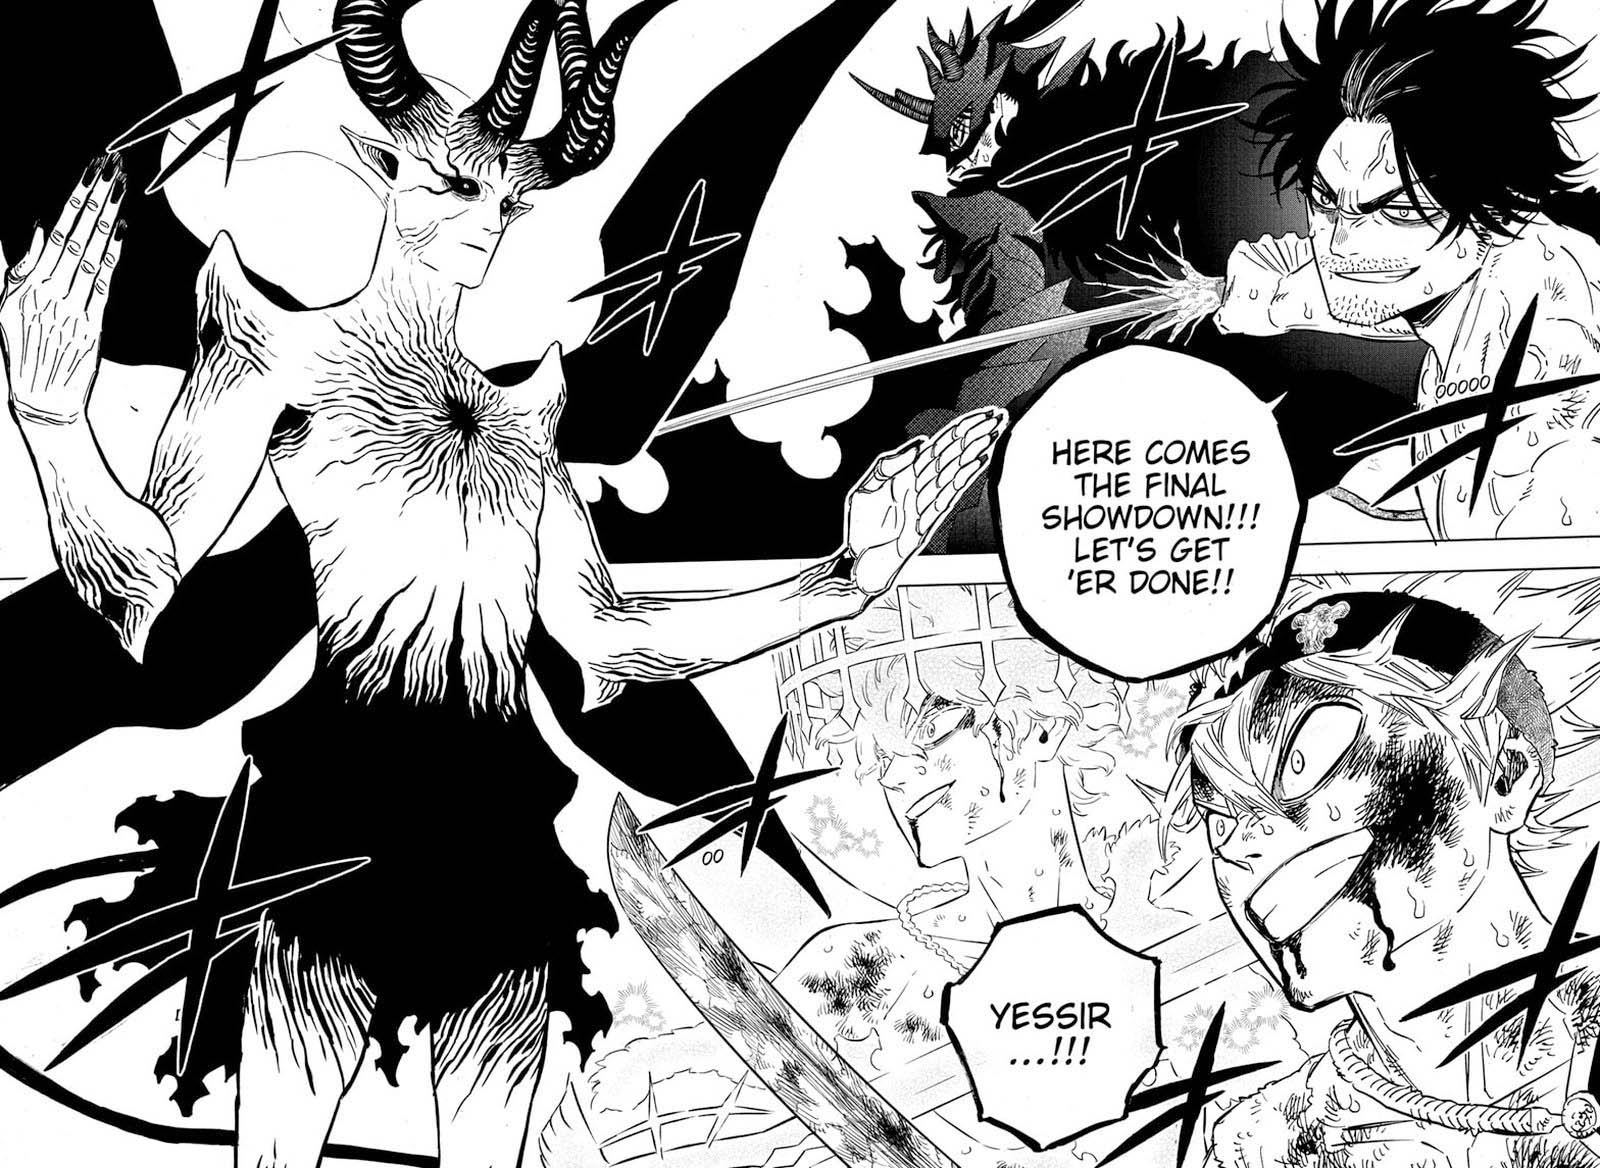 HERE COMES
THE FINAL
SHOWDOWN!!!
LET'S GET
'ER DONE!!
YESSIR
...!!!